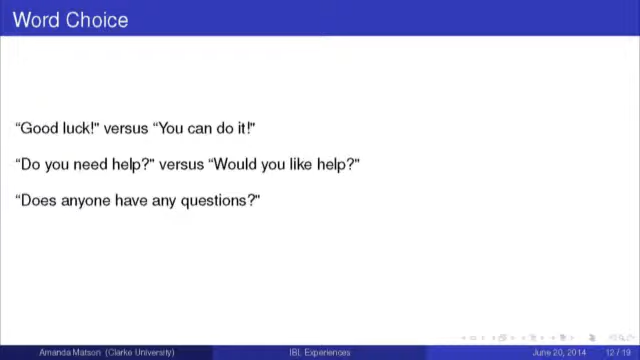 Word Choice
"Good luck!" versus "You can do it!"
"Do you need help?" versus "Would you like help?"
"Does anyone have any questions?"
Amanda Matson (Clarke University) IBL Experiences June 20, 2014 12 / 19